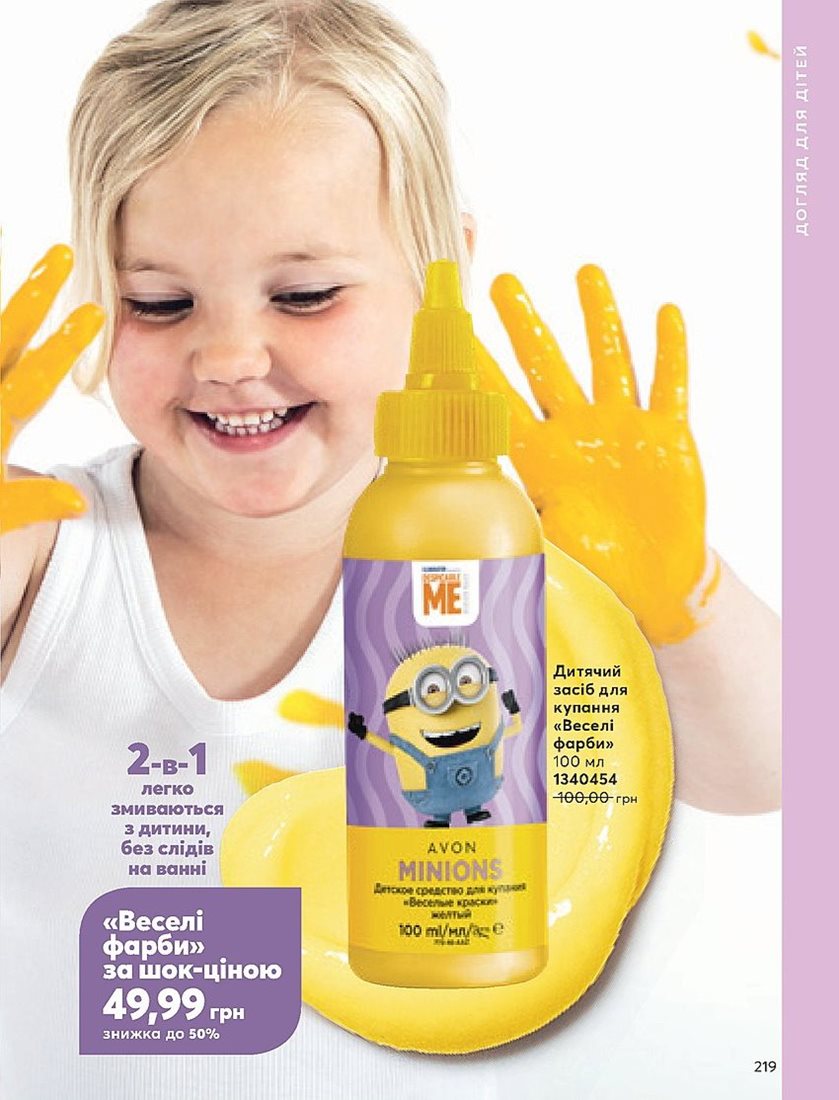 ДОГЛЯД ДЛЯ ДІТЕЙ
DESPICABLE
ME
Дитячий
засіб для
купання
«Веселі
фарби»
100 мл
1340454
100,00 грн
2-в-1
легко
змиваються
з дитини,
без слідів
на ванні
AVON
MINIONS
Детское средство для купания
«Веселые краски»
желтый
100 ml/мл/ e
«Веселі
фарби»
за шок-ціною
49,99 грн
знижка до 50%
219